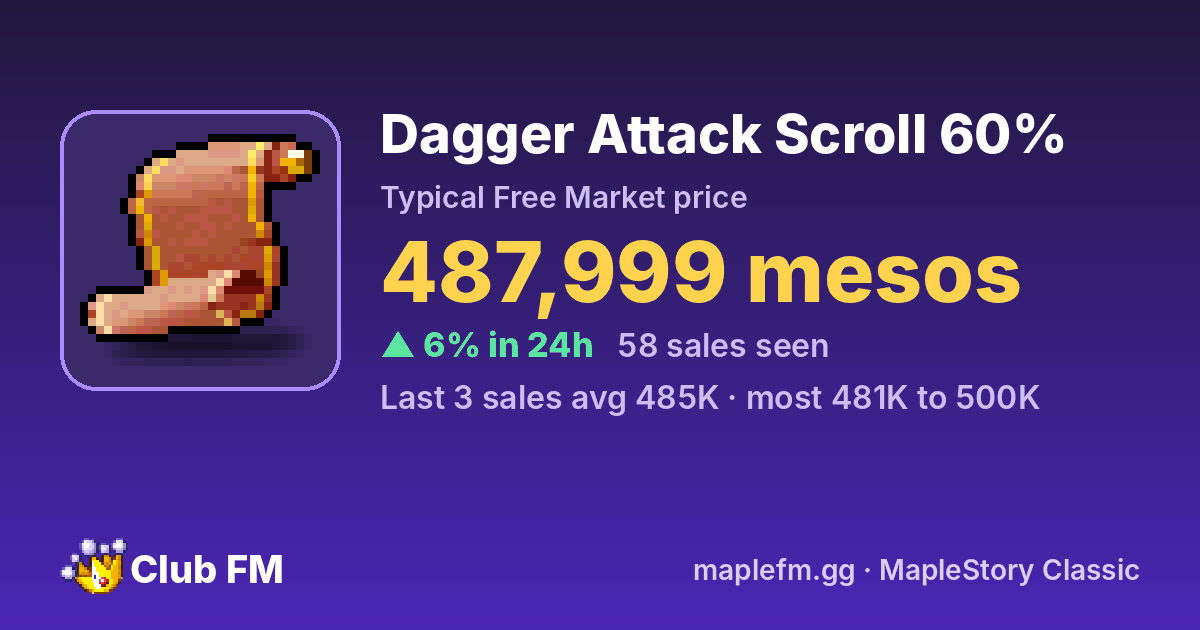 Dagger Attack Scroll 60%
Typical Free Market price
487,999 mesos
▲ 6% in 24h 58 sales seen
Last 3 sales avg 485K · most 481K to 500K
Club FM
maplefm.gg · MapleStory Classic